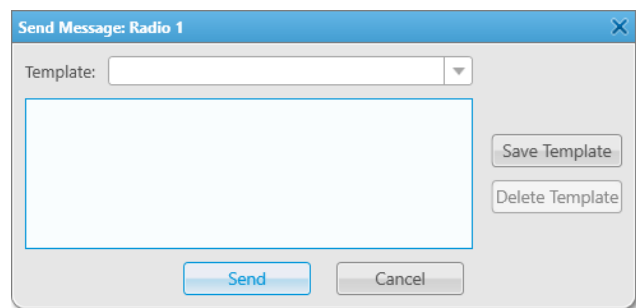 Send Message: Radio 1
Template:
Save Template
Delete Template
Send Cancel